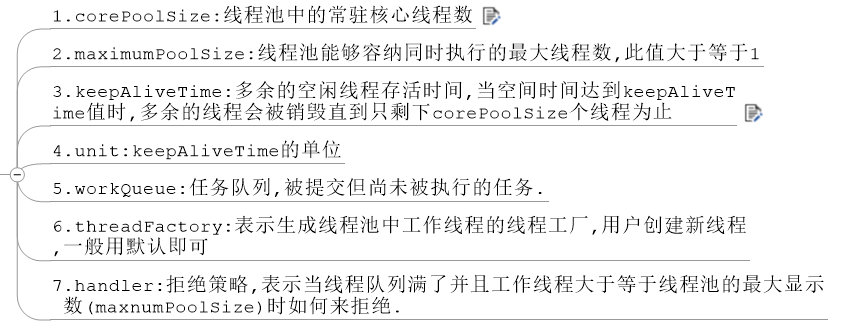 1.corePoolSize:线程池中的常驻核心线程数
2.maximumPoolSize:线程池能够容纳同时执行的最大线程数,此值大于等于1
3.keepAliveTime:多余的空闲线程存活时间,当空间时间达到keepAliveT
ime值时,多余的线程会被销毁直到只剩下corePoolSize个线程为止
4.unit:keepAliveTime的单位
5.workQueue:任务队列,被提交但尚未被执行的任务.
6.threadFactory:表示生成线程池中工作线程的线程工厂,用户创建新线程
,一般用默认即可
7.handler:拒绝策略,表示当线程队列满了并且工作线程大于等于线程池的最大显示
数(maxnumPoolSize)时如何来拒绝.